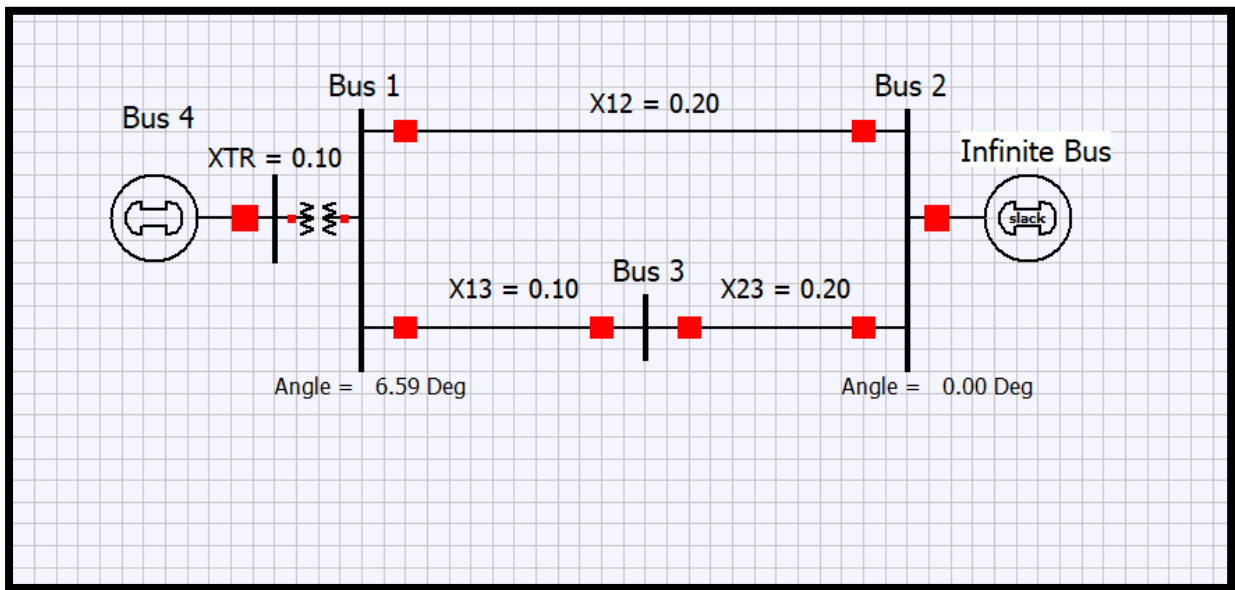 Bus 1
Bus 2
X12 = 0.20
Bus 4
Infinite Bus
XTR = 0.10
slack
Bus 3
X13 = 0.10
X23 = 0.20
Angle = 6.59 Deg
Angle = 0.00 Deg